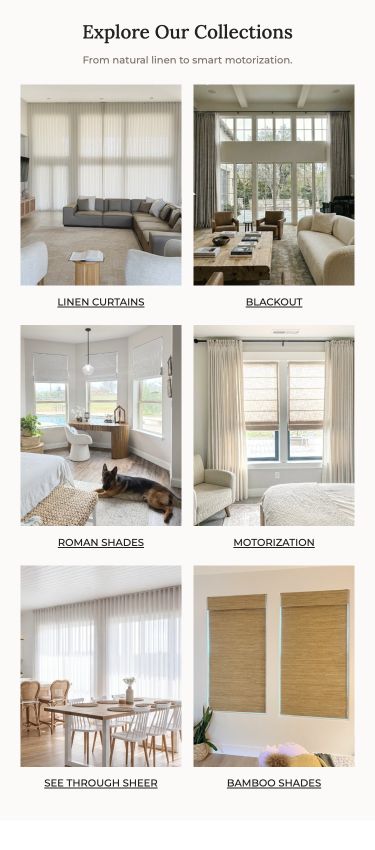 Explore Our Collections
From natural linen to smart motorization.
LINEN CURTAINS
BLACKOUT
ROMAN SHADES
MOTORIZATION
SEE THROUGH SHEER
BAMBOO SHADES